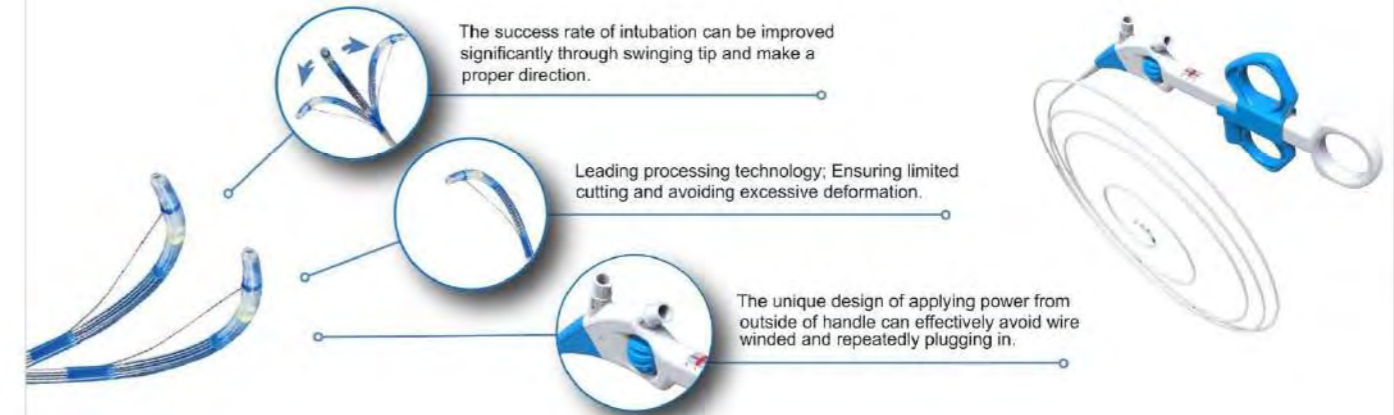 The success rate of intubation can be improved
significantly through swinging tip and make a
proper direction.
Leading processing technology; Ensuring limited
cutting and avoiding excessive deformation.
The unique design of applying power from
outside of handle can effectively avoid wire
winded and repeatedly plugging in.